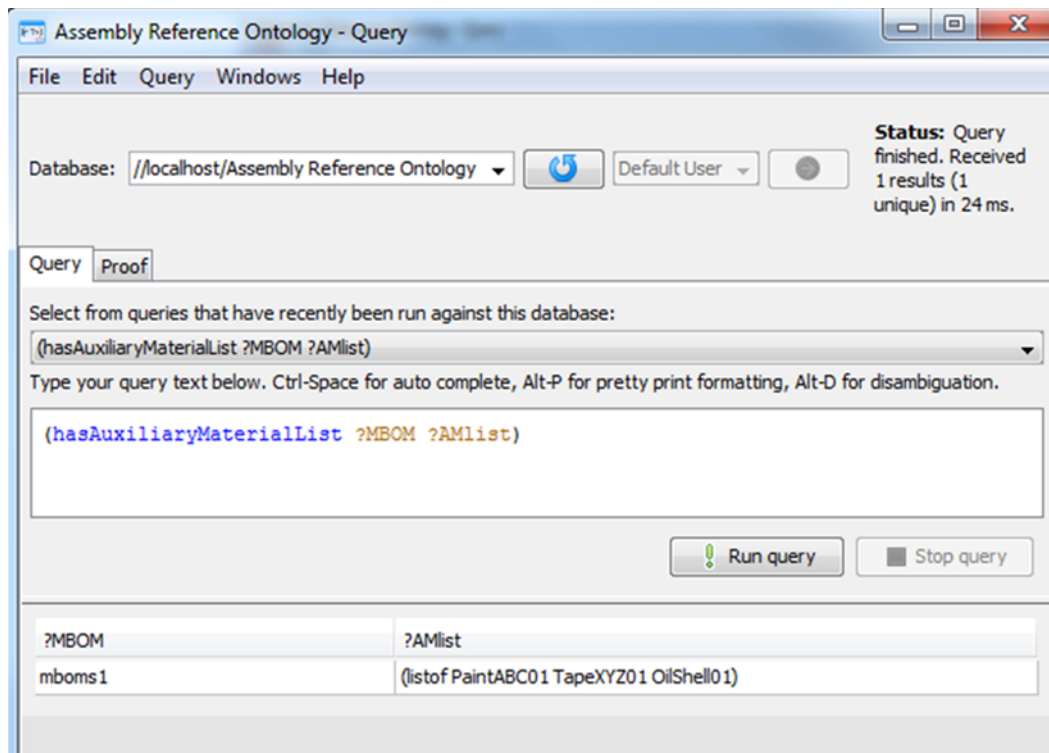 Assembly Reference Ontology - Query
File Edit Query Windows Help
Database: //localhost/Assembly Reference Ontology Default User
Status: Query
finished. Received
1 results (1
unique) in 24 ms.
Query Proof
Select from queries that have recently been run against this database:
(hasAuxiliaryMaterialList ?MBOM ?AMlist)
Type your query text below. Ctrl-Space for auto complete, Alt-P for pretty print formatting, Alt-D for disambiguation.
(hasAuxiliaryMaterialList ?MBOM ?AMlist)
Run query Stop query
?MBOM ?AMlist
mboms1 (listof PaintABC01 TapeXYZ01 OilShell01)